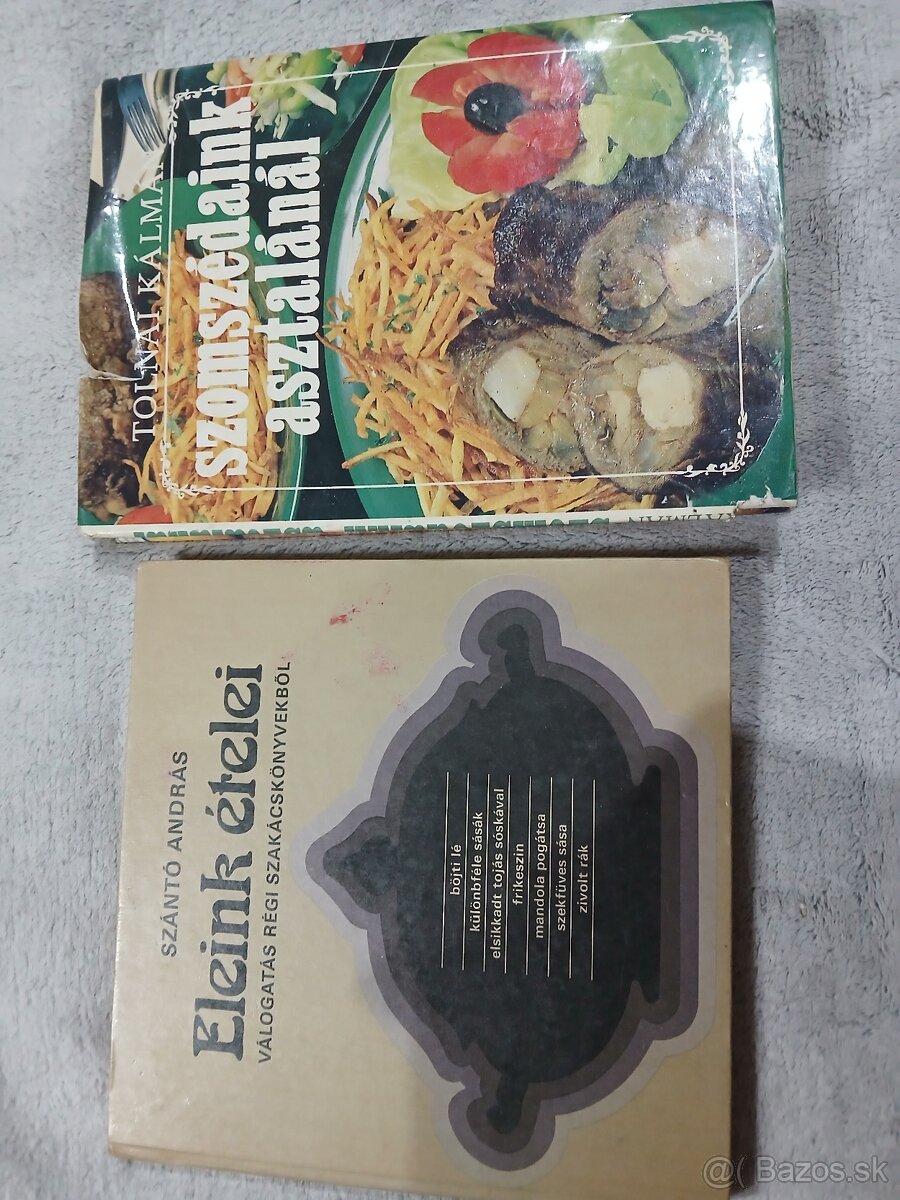 TOLNAI KÁLMÁN
szomszédaink
asztalánál
SZÁNTÓ ANDRÁS
Eleink ételei
VÁLOGATÁS RÉGI SZAKÁCSKÖNYVEKBŐL
böjti lé
különbféle sásák
elsikkadt tojás sóskával
frikeszin
mandola pogátsa
szekfüves sása
zivolt rák
@( Bazos.sk